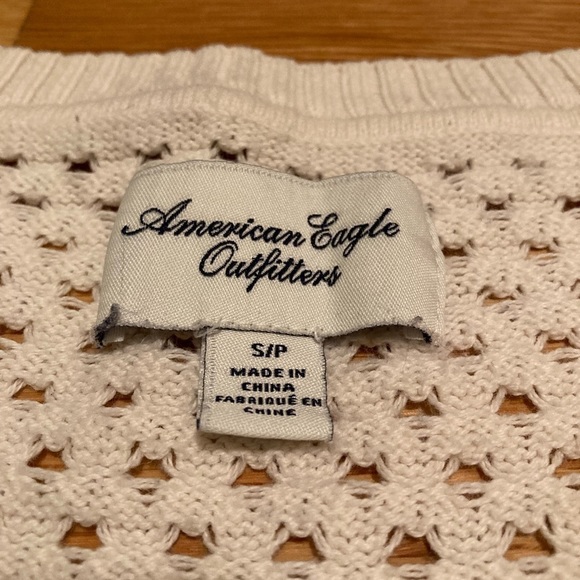 American Eagle
Outfitters
S/P
MADE IN
CHINA
FABRIQUÉ EN
CHINE